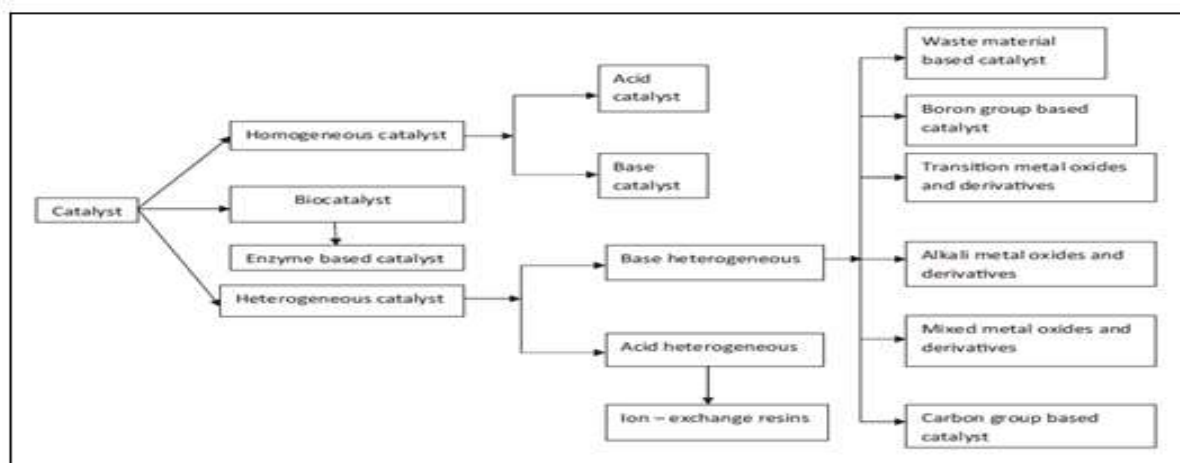 Catalyst
Homogeneous catalyst
Biocatalyst
Enzyme based catalyst
Heterogeneous catalyst
Acid
catalyst
Base
catalyst
Base heterogeneous
Acid heterogeneous
Ion – exchange resins
Waste material
based catalyst
Boron group based
catalyst
Transition metal oxides
and derivatives
Alkali metal oxides and
derivatives
Mixed metal oxides and
derivatives
Carbon group based
catalyst